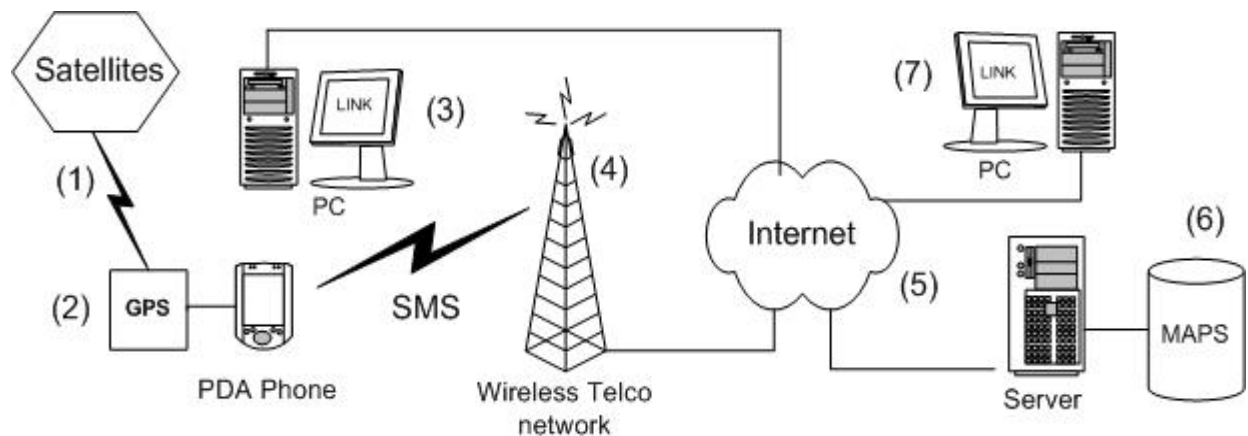 Satellites
(1)
(2)
GPS
PDA Phone
LINK
(3)
PC
SMS
(4)
Wireless Telco
network
Internet
(5)
(7)
LINK
PC
Server
(6)
MAPS